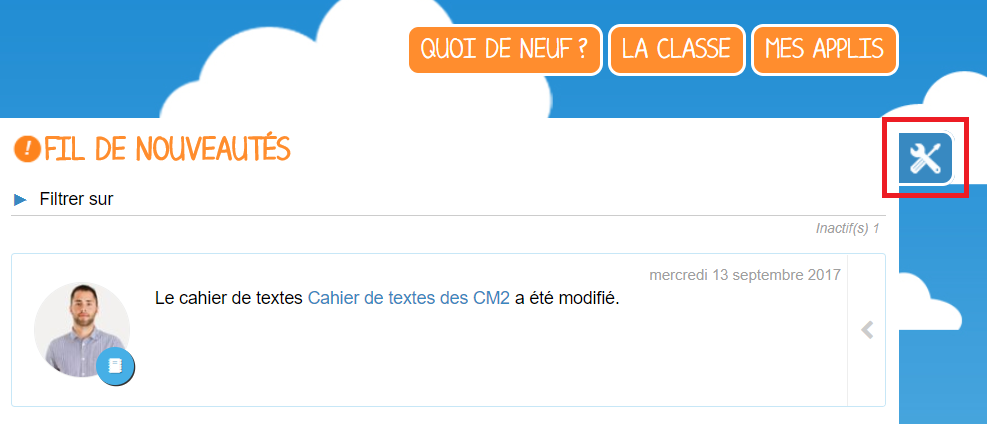 QUOI DE NEUF ?
LA CLASSE
MES APPLIS
! FIL DE NOUVEAUTÉS
Filtrer sur
Inactif(s) 1
mercredi 13 septembre 2017
Le cahier de textes Cahier de textes des CM2 a été modifié.